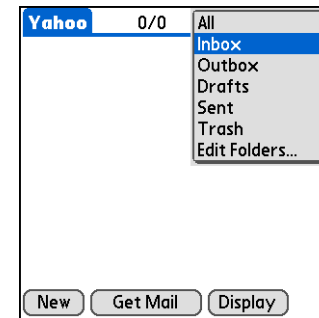 Yahoo 0/0 All
Inbox
Outbox
Drafts
Sent
Trash
Edit Folders...
New Get Mail Display